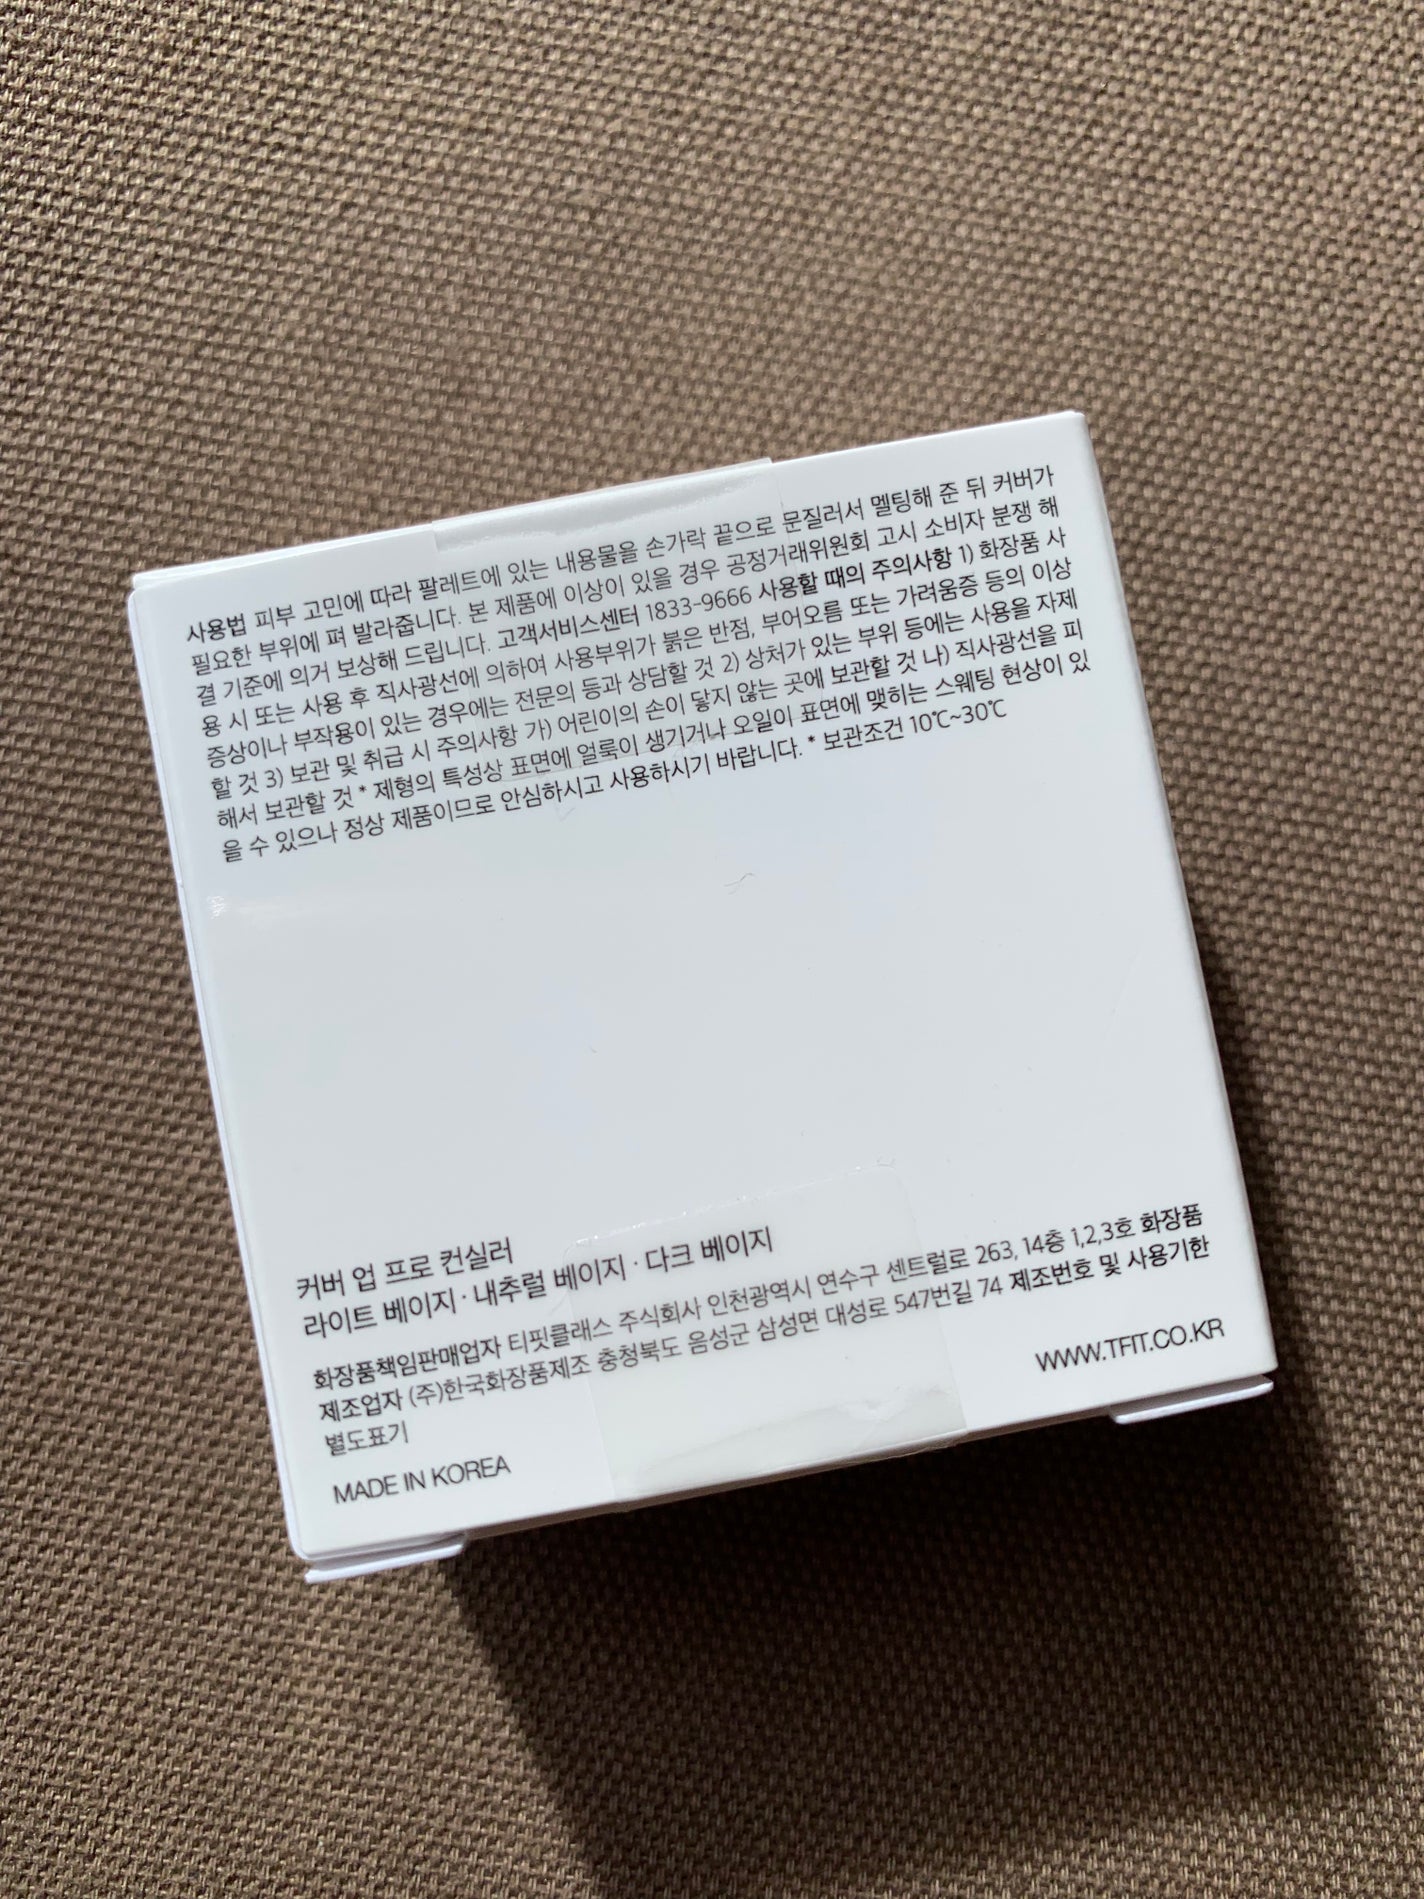 사용법 피부 고민에 따라 팔레트에 있는 내용물을 손가락 끝으로 문질러서 멜팅해 준 뒤 커버가
필요한 부위에 펴 발라줍니다. 본 제품에 이상이 있을 경우 공정거래위원회 고시 소비자 분쟁 해
결 기준에 의거 보상해 드립니다. 고객서비스센터 1833-9666 사용할 때의 주의사항 1) 화장품 사
용 시 또는 사용 후 직사광선에 의하여 사용부위가 붉은 반점, 부어오름 또는 가려움증 등의 이상
증상이나 부작용이 있는 경우에는 전문의 등과 상담할 것 2) 상처가 있는 부위 등에는 사용을 자제
할 것 3) 보관 및 취급 시 주의사항 가) 어린이의 손이 닿지 않는 곳에 보관할 것 나) 직사광선을 피
해서 보관할 것 * 제형의 특성상 표면에 얼룩이 생기거나 오일이 표면에 맺히는 스웨팅 현상이 있
을 수 있으나 정상 제품이므로 안심하시고 사용하시기 바랍니다. * 보관조건 10℃~30℃
커버 업 프로 컨실러
라이트 베이지 · 내추럴 베이지 · 다크 베이지
화장품책임판매업자 티핏클래스 주식회사 인천광역시 연수구 센트럴로 263, 14층 1,2,3호 화장품
제조업자 (주)한국화장품제조 충청북도 음성군 삼성면 대성로 547번길 74 제조번호 및 사용기한
별도표기
WWW.TFIT.CO.KR
MADE IN KOREA